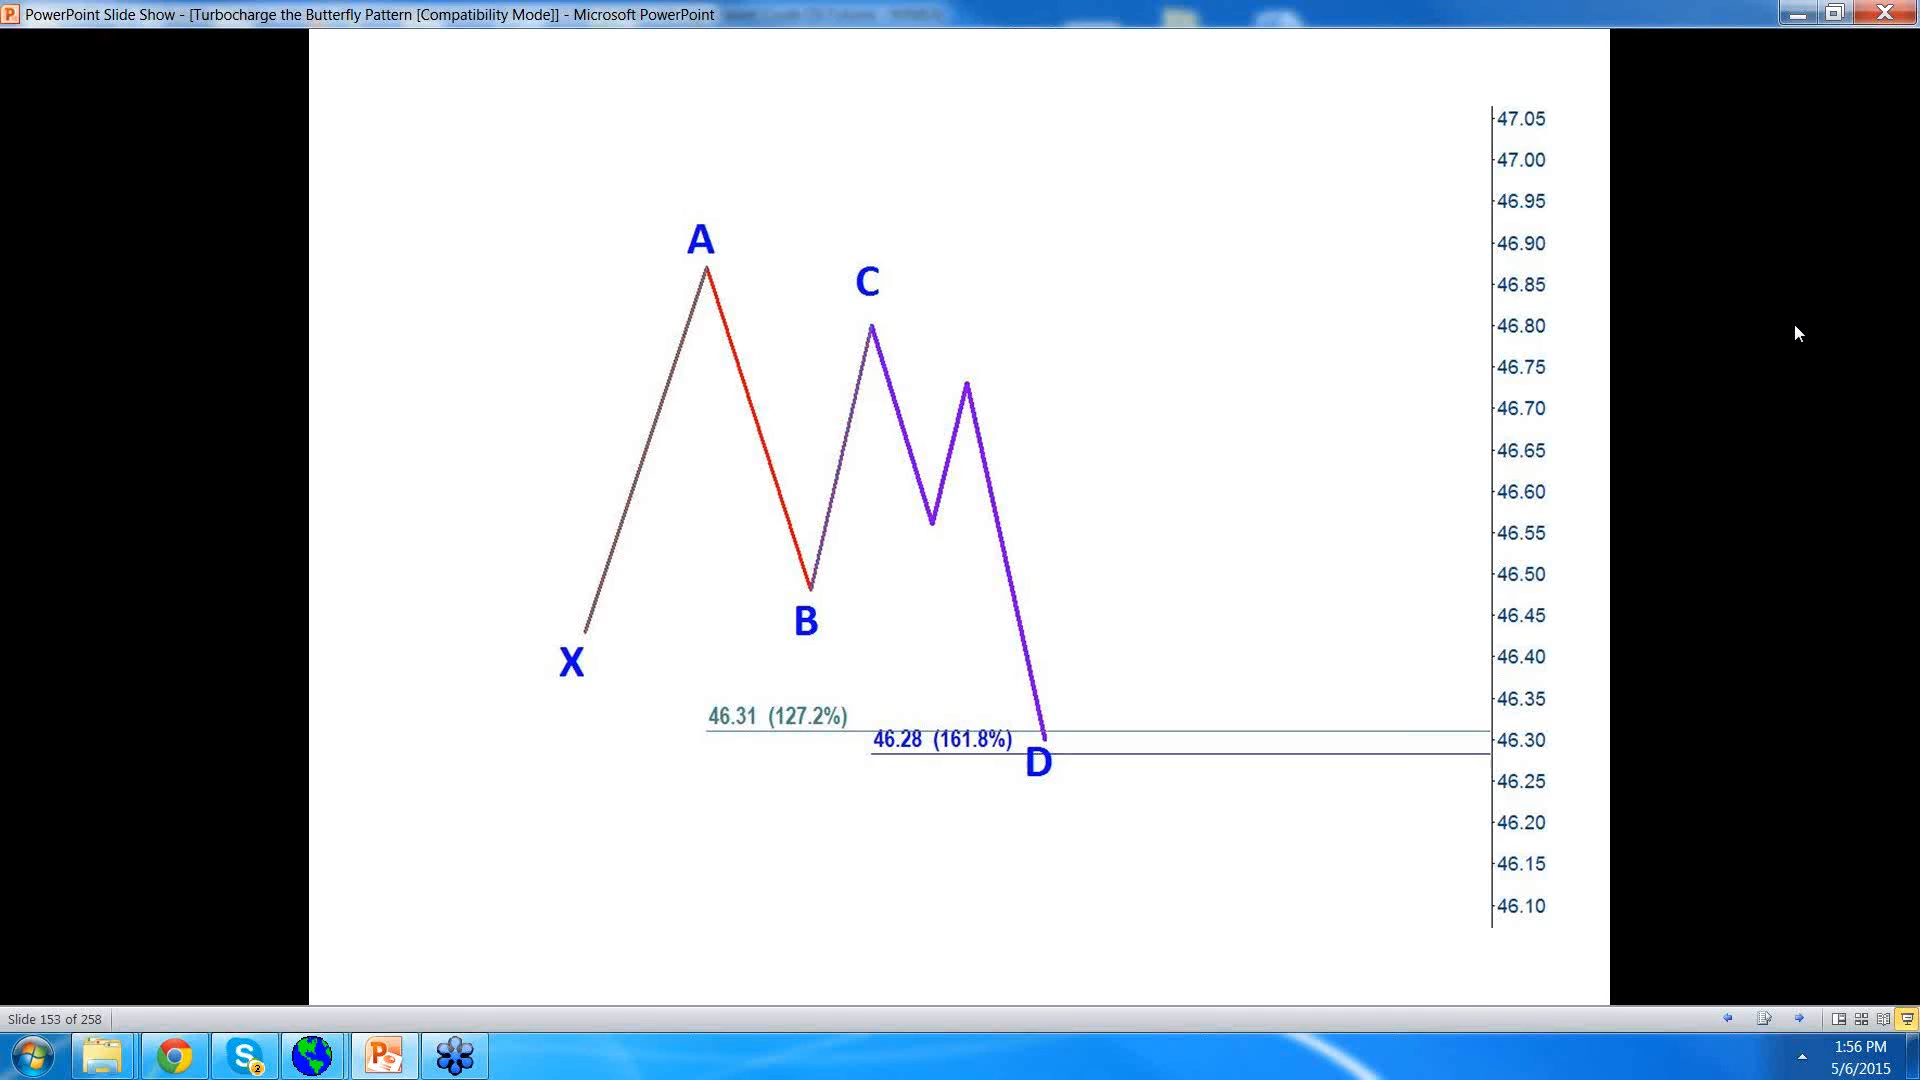 PowerPoint Slide Show - [Turbocharge the Butterfly Pattern [Compatibility Mode]] - Microsoft PowerPoint
47.05
47.00
46.95
A
46.90
C
46.85
46.80
46.75
46.70
46.65
46.60
46.55
46.50
B
46.45
X
46.40
46.35
46.31 (127.2%)
46.28 (161.8%)
46.30
D
46.25
46.20
46.15
46.10
Slide 153 of 258
S
2
P
1:56 PM
5/6/2015